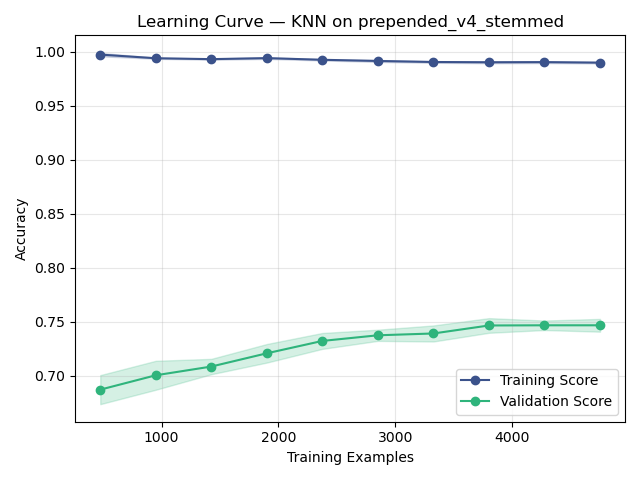 Learning Curve — KNN on prepended_v4_stemmed
1.00
0.95
0.90
0.85
0.80
0.75
0.70
Accuracy
Training Score
Validation Score
1000
2000
3000
4000
Training Examples